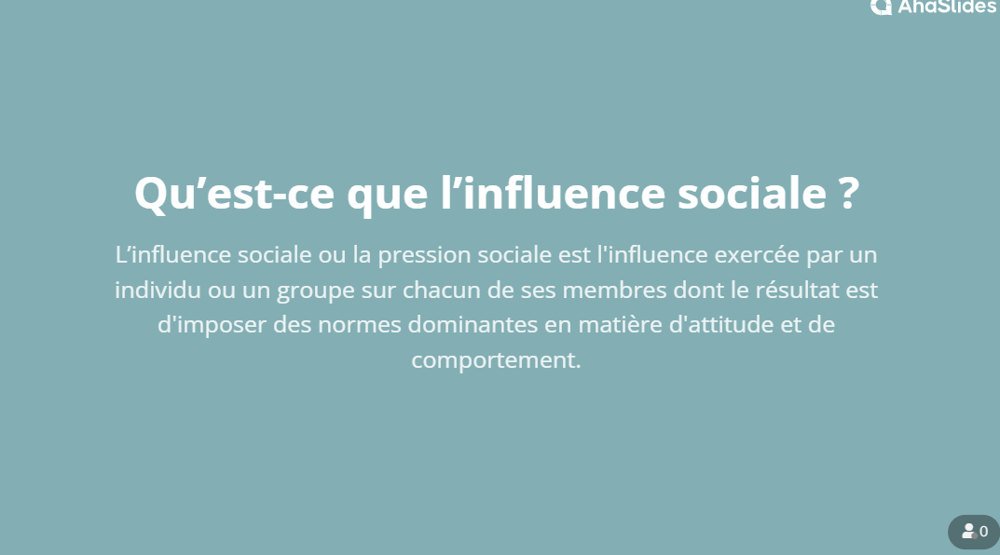 AhaSlides
Qu’est-ce que l’influence sociale ?
L’influence sociale ou la pression sociale est l'influence exercée par un
individu ou un groupe sur chacun de ses membres dont le résultat est
d'imposer des normes dominantes en matière d'attitude et de
comportement.
0